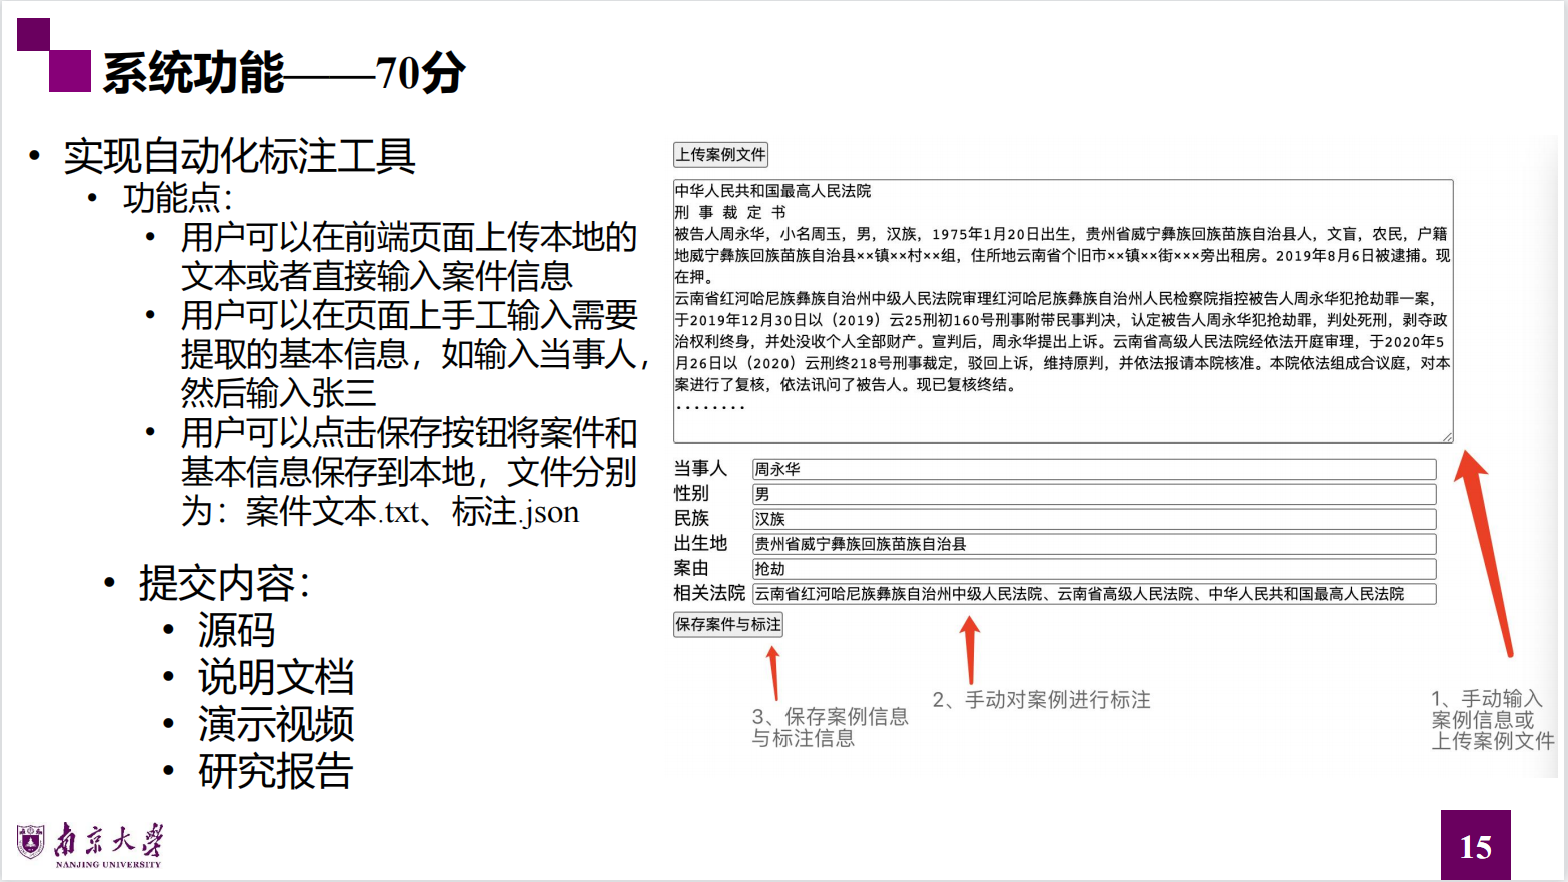 系统功能——70分
• 实现自动化标注工具
• 功能点：
• 用户可以在前端页面上传本地的
文本或者直接输入案件信息
• 用户可以在页面上手工输入需要
提取的基本信息，如输入当事人，
然后输入张三
• 用户可以点击保存按钮将案件和
基本信息保存到本地，文件分别
为：案件文本.txt、标注.json
• 提交内容：
• 源码
• 说明文档
• 演示视频
• 研究报告
上传案例文件
中华人民共和国最高人民法院
刑 事 裁 定 书
被告人周永华，小名周玉，男，汉族，1975年1月20日出生，贵州省威宁彝族回族苗族自治县人，文盲，农民，户籍
地威宁彝族回族苗族自治县××镇××村××组，住所地云南省个旧市××镇××街×××旁出租房。2019年8月6日被逮捕。现
在押。
云南省红河哈尼族彝族自治州中级人民法院审理红河哈尼族彝族自治州人民检察院指控被告人周永华犯抢劫罪一案，
于2019年12月30日以（2019）云25刑初160号刑事附带民事判决，认定被告人周永华犯抢劫罪，判处死刑，剥夺政
治权利终身，并处没收个人全部财产。宣判后，周永华提出上诉。云南省高级人民法院经依法开庭审理，于2020年5
月26日以（2020）云刑终218号刑事裁定，驳回上诉，维持原判，并依法报请本院核准。本院依法组成合议庭，对本
案进行了复核，依法讯问了被告人。现已复核终结。
········
当事人 周永华
性别 男
民族 汉族
出生地 贵州省威宁彝族回族苗族自治县
案由 抢劫
相关法院 云南省红河哈尼族彝族自治州中级人民法院、云南省高级人民法院、中华人民共和国最高人民法院
保存案件与标注
1、手动输入
案例信息或
上传案例文件
2、手动对案例进行标注
3、保存案例信息
与标注信息
南京大学
NANJING UNIVERSITY
15